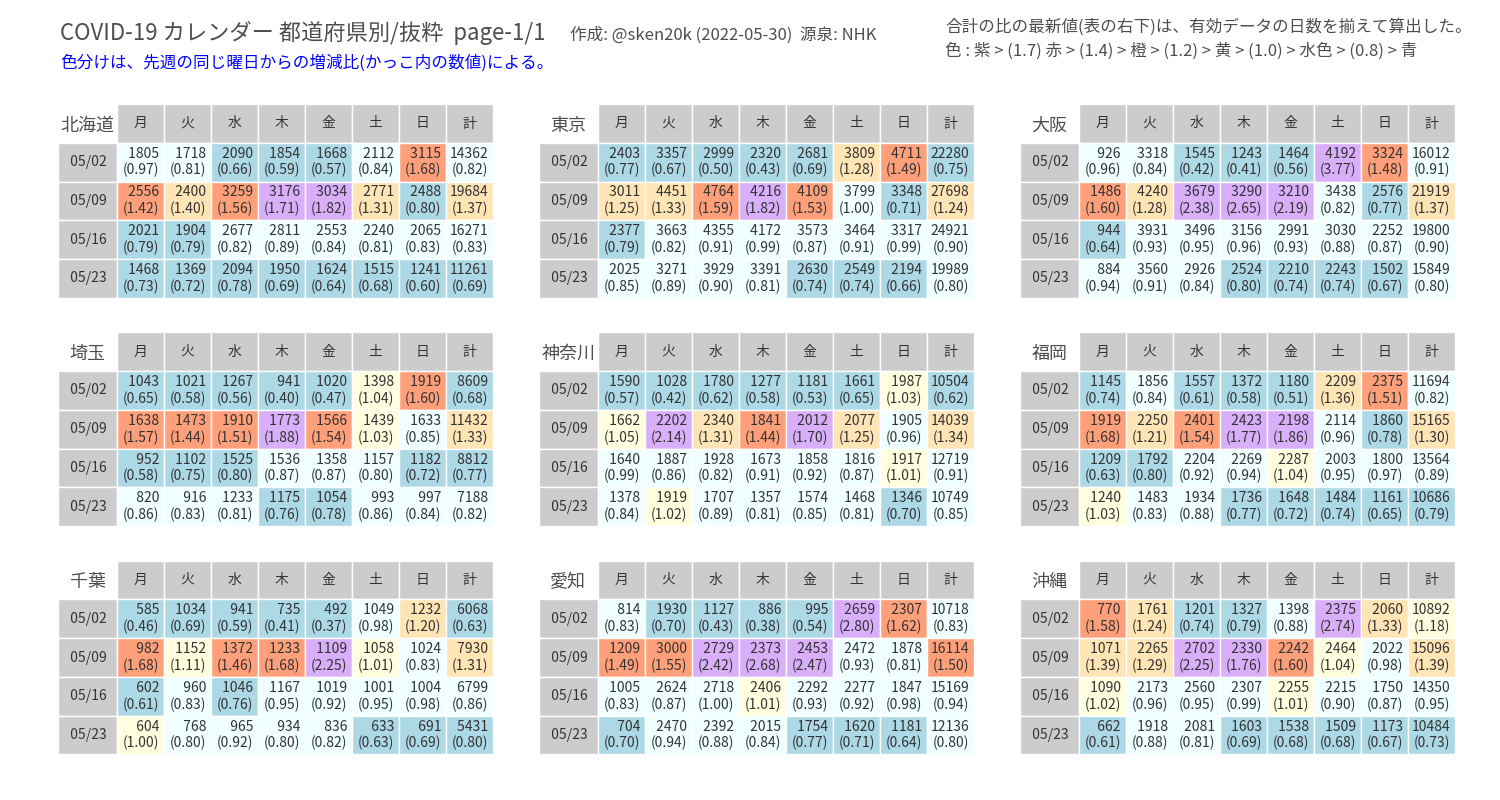 COVID-19 カレンダー 都道府県別/抜粋 page-1/1
作成: @sken20k (2022-05-30) 源泉: NHK
合計の比の最新値(表の右下)は、有効データの日数を揃えて算出した。
色分けは、先週の同じ曜日からの増減比(かっこ内の数値)による。
色 : 紫 > (1.7) 赤 > (1.4) > 橙 > (1.2) > 黄 > (1.0) > 水色 > (0.8) > 青
北海道 月 火 水 木 金 土 日 計
05/02 1805 1718 2090 1854 1668 2112 3115 14362
(0.97) (0.81) (0.66) (0.59) (0.57) (0.84) (1.68) (0.82)
05/09 2556 2400 3259 3176 3034 2771 2488 19684
(1.42) (1.40) (1.56) (1.71) (1.82) (1.31) (0.80) (1.37)
05/16 2021 1904 2677 2811 2553 2240 2065 16271
(0.79) (0.79) (0.82) (0.89) (0.84) (0.81) (0.83) (0.83)
05/23 1468 1369 2094 1950 1624 1515 1241 11261
(0.73) (0.72) (0.78) (0.69) (0.64) (0.68) (0.60) (0.69)
東京 月 火 水 木 金 土 日 計
05/02 2403 3357 2999 2320 2681 3809 4711 22280
(0.77) (0.67) (0.50) (0.43) (0.69) (1.28) (1.49) (0.75)
05/09 3011 4451 4764 4216 4109 3799 3348 27698
(1.25) (1.33) (1.59) (1.82) (1.53) (1.00) (0.71) (1.24)
05/16 2377 3663 4355 4172 3573 3464 3317 24921
(0.79) (0.82) (0.91) (0.99) (0.87) (0.91) (0.99) (0.90)
05/23 2025 3271 3929 3391 2630 2549 2194 19989
(0.85) (0.89) (0.90) (0.81) (0.74) (0.74) (0.66) (0.80)
大阪 月 火 水 木 金 土 日 計
05/02 926 3318 1545 1243 1464 4192 3324 16012
(0.96) (0.84) (0.42) (0.41) (0.56) (3.77) (1.48) (0.91)
05/09 1486 4240 3679 3290 3210 3438 2576 21919
(1.60) (1.28) (2.38) (2.65) (2.19) (0.82) (0.77) (1.37)
05/16 944 3931 3496 3156 2991 3030 2252 19800
(0.64) (0.93) (0.95) (0.96) (0.93) (0.88) (0.87) (0.90)
05/23 884 3560 2926 2524 2210 2243 1502 15849
(0.94) (0.91) (0.84) (0.80) (0.74) (0.74) (0.67) (0.80)
埼玉 月 火 水 木 金 土 日 計
05/02 1043 1021 1267 941 1020 1398 1919 8609
(0.65) (0.58) (0.56) (0.40) (0.47) (1.04) (1.60) (0.68)
05/09 1638 1473 1910 1773 1566 1439 1633 11432
(1.57) (1.44) (1.51) (1.88) (1.54) (1.03) (0.85) (1.33)
05/16 952 1102 1525 1536 1358 1157 1182 8812
(0.58) (0.75) (0.80) (0.87) (0.87) (0.80) (0.72) (0.77)
05/23 820 916 1233 1175 1054 993 997 7188
(0.86) (0.83) (0.81) (0.76) (0.78) (0.86) (0.84) (0.82)
神奈川 月 火 水 木 金 土 日 計
05/02 1590 1028 1780 1277 1181 1661 1987 10504
(0.57) (0.42) (0.62) (0.58) (0.53) (0.65) (1.03) (0.62)
05/09 1662 2202 2340 1841 2012 2077 1905 14039
(1.05) (2.14) (1.31) (1.44) (1.70) (1.25) (0.96) (1.34)
05/16 1640 1887 1928 1673 1858 1816 1917 12719
(0.99) (0.86) (0.82) (0.91) (0.92) (0.87) (1.01) (0.91)
05/23 1378 1919 1707 1357 1574 1468 1346 10749
(0.84) (1.02) (0.89) (0.81) (0.85) (0.81) (0.70) (0.85)
福岡 月 火 水 木 金 土 日 計
05/02 1145 1856 1557 1372 1180 2209 2375 11694
(0.74) (0.84) (0.61) (0.58) (0.51) (1.36) (1.51) (0.82)
05/09 1919 2250 2401 2423 2198 2114 1860 15165
(1.68) (1.21) (1.54) (1.77) (1.86) (0.96) (0.78) (1.30)
05/16 1209 1792 2204 2269 2287 2003 1800 13564
(0.63) (0.80) (0.92) (0.94) (1.04) (0.95) (0.97) (0.89)
05/23 1240 1483 1934 1736 1648 1484 1161 10686
(1.03) (0.83) (0.88) (0.77) (0.72) (0.74) (0.65) (0.79)
千葉 月 火 水 木 金 土 日 計
05/02 585 1034 941 735 492 1049 1232 6068
(0.46) (0.69) (0.59) (0.41) (0.37) (0.98) (1.20) (0.63)
05/09 982 1152 1372 1233 1109 1058 1024 7930
(1.68) (1.11) (1.46) (1.68) (2.25) (1.01) (0.83) (1.31)
05/16 602 960 1046 1167 1019 1001 1004 6799
(0.61) (0.83) (0.76) (0.95) (0.92) (0.95) (0.98) (0.86)
05/23 604 768 965 934 836 633 691 5431
(1.00) (0.80) (0.92) (0.80) (0.82) (0.63) (0.69) (0.80)
愛知 月 火 水 木 金 土 日 計
05/02 814 1930 1127 886 995 2659 2307 10718
(0.83) (0.70) (0.43) (0.38) (0.54) (2.80) (1.62) (0.83)
05/09 1209 3000 2729 2373 2453 2472 1878 16114
(1.49) (1.55) (2.42) (2.68) (2.47) (0.93) (0.81) (1.50)
05/16 1005 2624 2718 2406 2292 2277 1847 15169
(0.83) (0.87) (1.00) (1.01) (0.93) (0.92) (0.98) (0.94)
05/23 704 2470 2392 2015 1754 1620 1181 12136
(0.70) (0.94) (0.88) (0.84) (0.77) (0.71) (0.64) (0.80)
沖縄 月 火 水 木 金 土 日 計
05/02 770 1761 1201 1327 1398 2375 2060 10892
(1.58) (1.24) (0.74) (0.79) (0.88) (2.74) (1.33) (1.18)
05/09 1071 2265 2702 2330 2242 2464 2022 15096
(1.39) (1.29) (2.25) (1.76) (1.60) (1.04) (0.98) (1.39)
05/16 1090 2173 2560 2307 2255 2215 1750 14350
(1.02) (0.96) (0.95) (0.99) (1.01) (0.90) (0.87) (0.95)
05/23 662 1918 2081 1603 1538 1509 1173 10484
(0.61) (0.88) (0.81) (0.69) (0.68) (0.68) (0.67) (0.73)